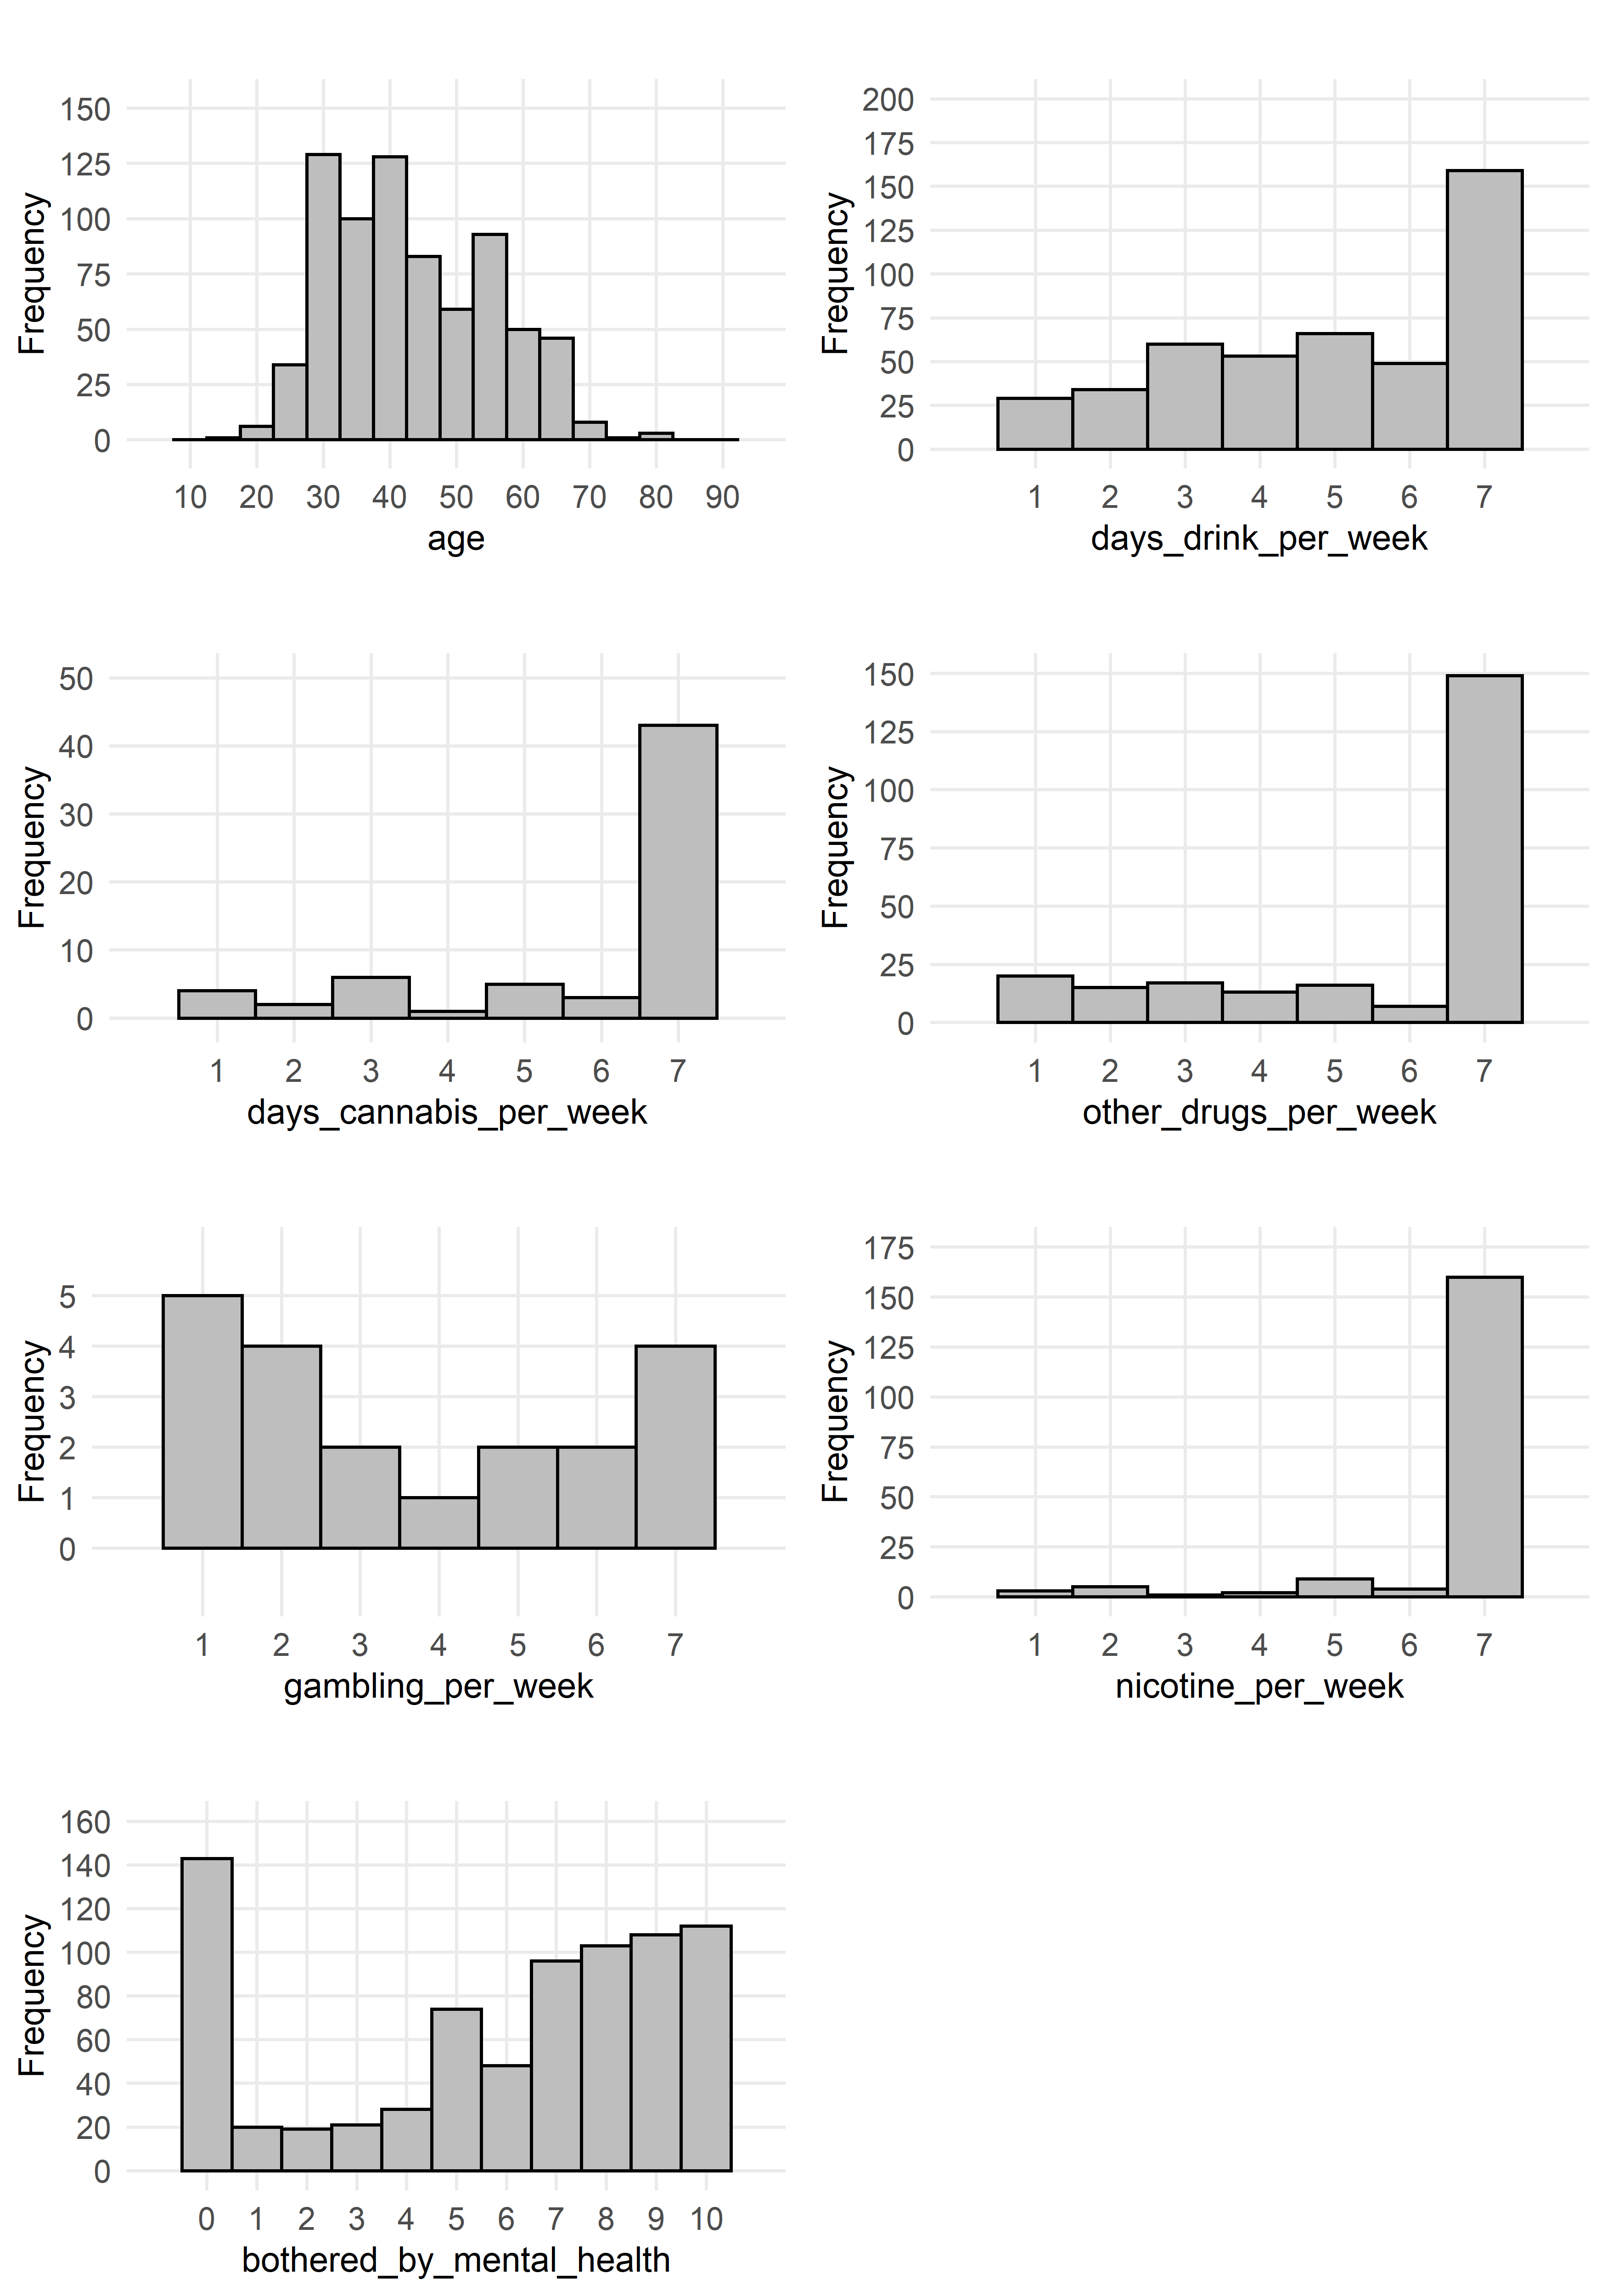 150
125
100
75
50
25
0
Frequency
10 20 30 40 50 60 70 80 90
age
200
175
150
125
100
75
50
25
0
Frequency
1 2 3 4 5 6 7
days_drink_per_week
50
40
30
20
10
0
Frequency
1 2 3 4 5 6 7
days_cannabis_per_week
150
125
100
75
50
25
0
Frequency
1 2 3 4 5 6 7
other_drugs_per_week
5
4
3
2
1
0
Frequency
1 2 3 4 5 6 7
gambling_per_week
175
150
125
100
75
50
25
0
Frequency
1 2 3 4 5 6 7
nicotine_per_week
160
140
120
100
80
60
40
20
0
Frequency
0 1 2 3 4 5 6 7 8 9 10
bothered_by_mental_health